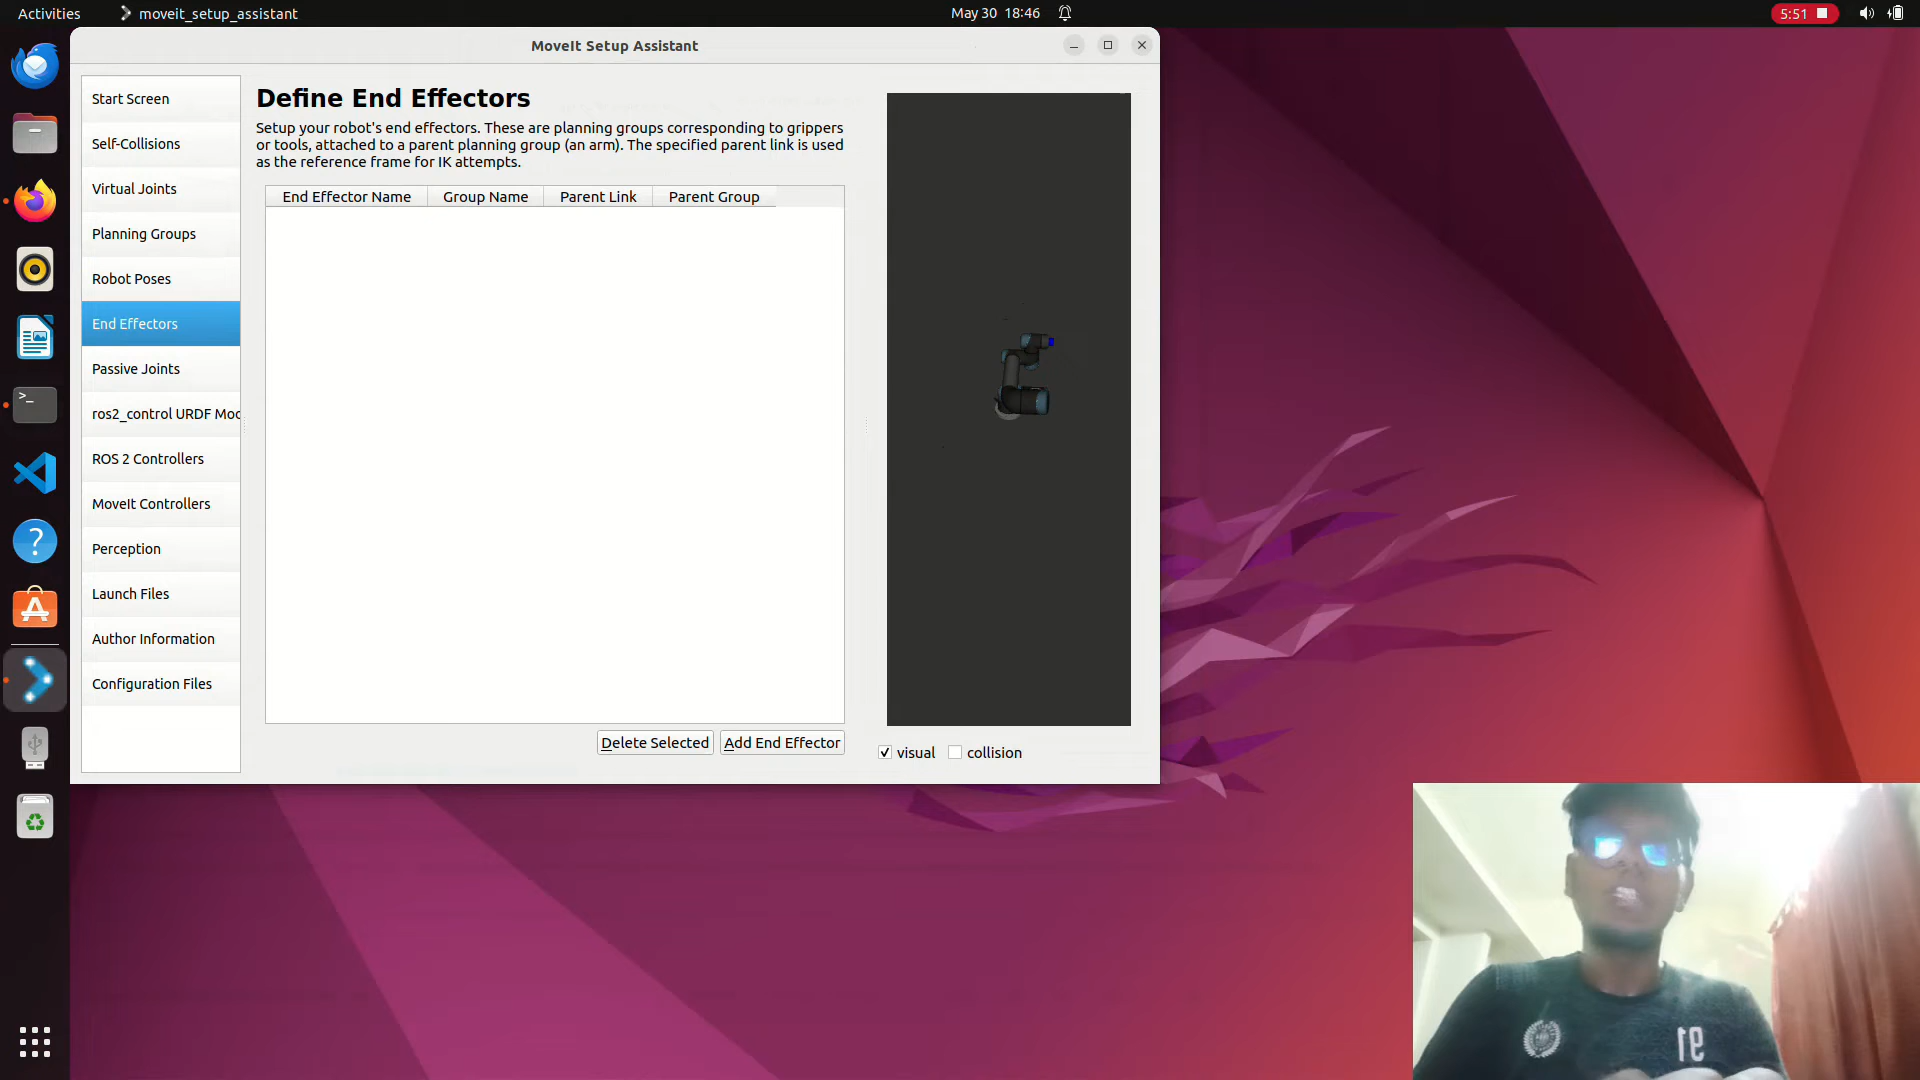 Activities
moveit_setup_assistant
May 30 18:46
5:51
MoveIt Setup Assistant
Start Screen
Self-Collisions
Virtual Joints
Planning Groups
Robot Poses
End Effectors
Passive Joints
ros2_control URDF Mod
ROS 2 Controllers
MoveIt Controllers
Perception
Launch Files
Author Information
Configuration Files
Define End Effectors
Setup your robot's end effectors. These are planning groups corresponding to grippers
or tools, attached to a parent planning group (an arm). The specified parent link is used
as the reference frame for IK attempts.
End Effector Name Group Name Parent Link Parent Group
Delete Selected Add End Effector
visual collision
91